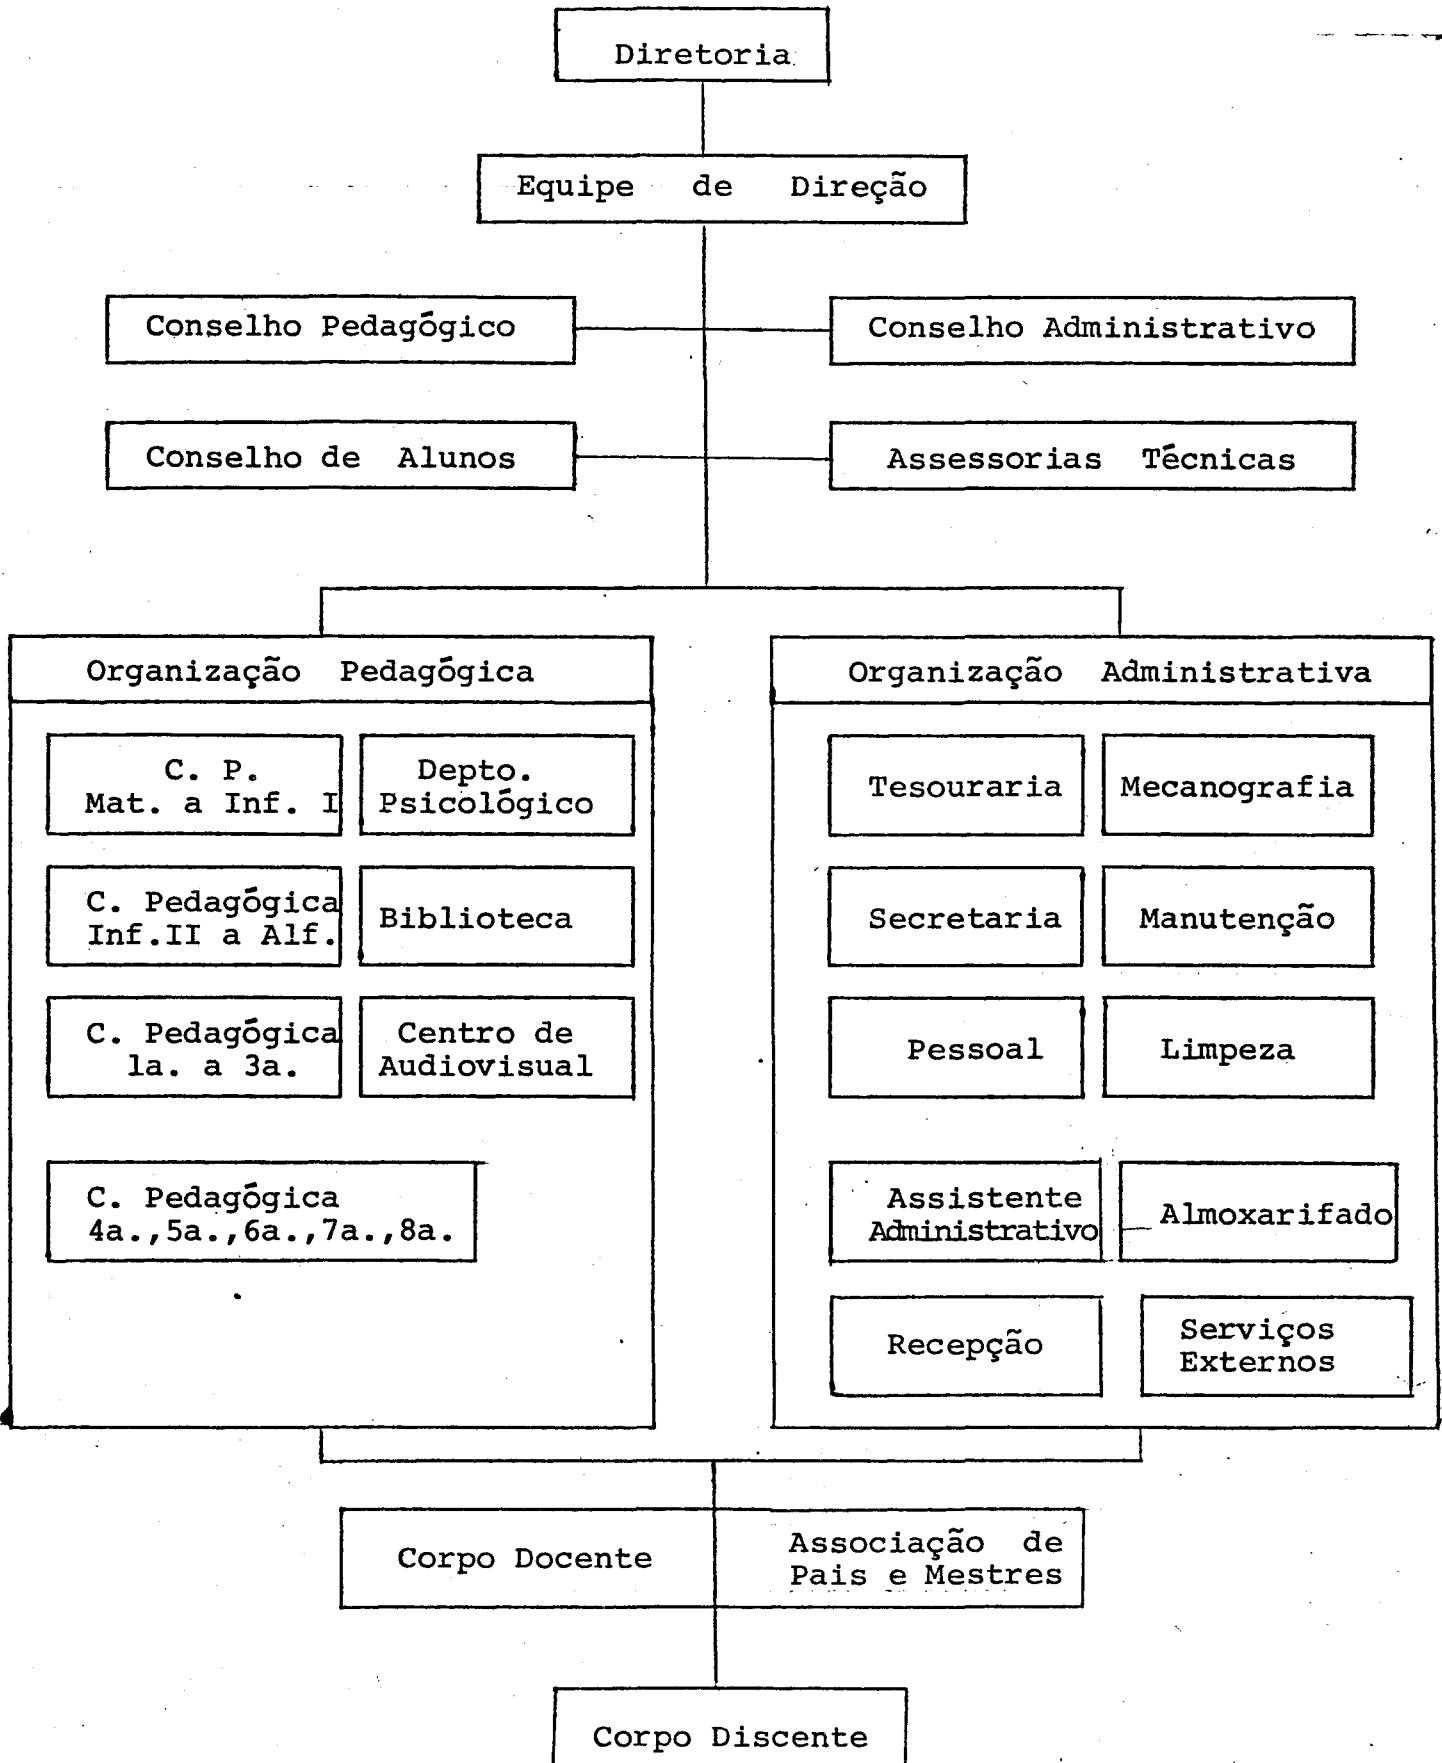 Diretoria
Equipe de Direção
Conselho Pedagógico
Conselho Administrativo
Conselho de Alunos
Assessorias Técnicas
Organização Pedagógica
C. P.
Mat. a Inf. I
Depto.
Psicológico
C. Pedagógica
Inf.II a Alf.
Biblioteca
C. Pedagógica
1a. a 3a.
Centro de
Audiovisual
C. Pedagógica
4a.,5a.,6a.,7a.,8a.
Organização Administrativa
Tesouraria
Mecanografia
Secretaria
Manutenção
Pessoal
Limpeza
Assistente
Administrativo
Almoxarifado
Recepção
Serviços
Externos
Corpo Docente
Associação de
Pais e Mestres
Corpo Discente